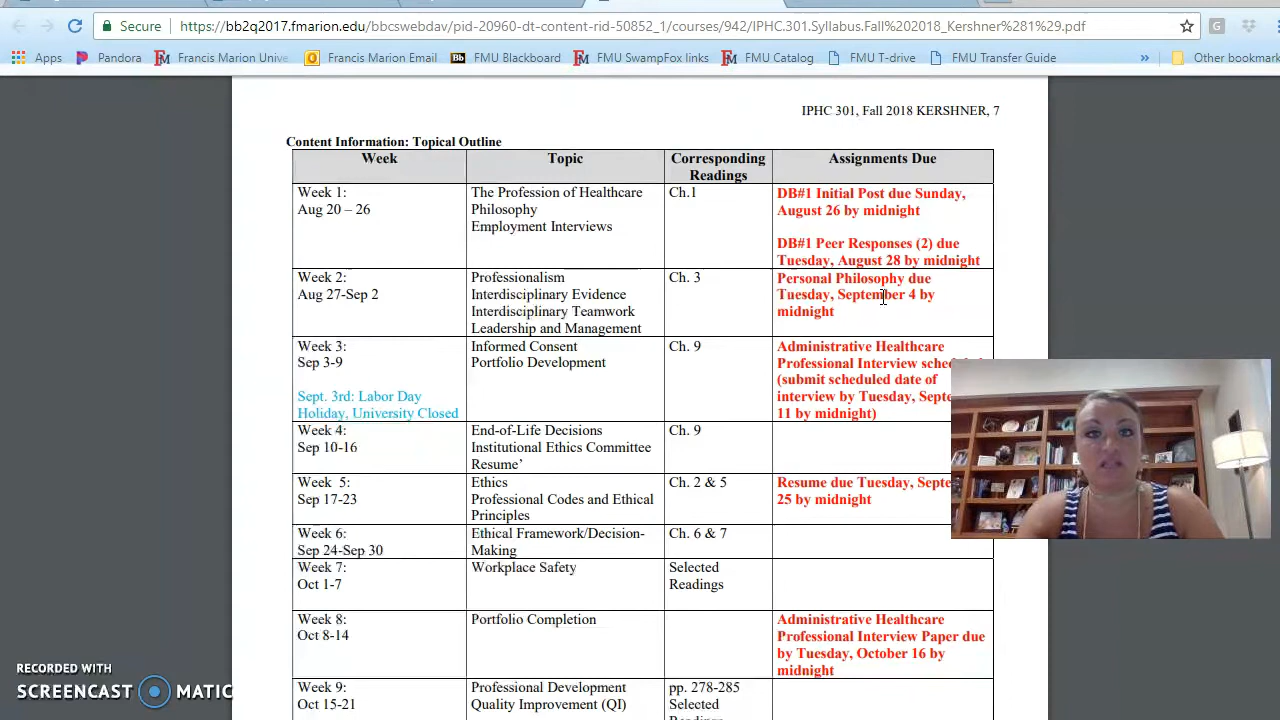 Secure
https://bb2q2017.fmarion.edu/bbcswebdav/pid-20960-dt-content-rid-50852_1/courses/942/IPHC.301.Syllabus.Fall%202018_Kershner%281%29.pdf
Apps Pandora Francis Marion Unive Francis Marion Email Bb FMU Blackboard FMU SwampFox links FMU Catalog FMU T-drive FMU Transfer Guide » Other bookmark
IPHC 301, Fall 2018 KERSHNER, 7
Content Information: Topical Outline
Week Topic Corresponding Readings Assignments Due
Week 1:
Aug 20 – 26
The Profession of Healthcare
Philosophy
Employment Interviews
Ch.1
DB#1 Initial Post due Sunday,
August 26 by midnight
DB#1 Peer Responses (2) due
Tuesday, August 28 by midnight
Week 2:
Aug 27-Sep 2
Professionalism
Interdisciplinary Evidence
Interdisciplinary Teamwork
Leadership and Management
Ch. 3
Personal Philosophy due
Tuesday, September 4 by
midnight
Week 3:
Sep 3-9
Sept. 3rd: Labor Day
Holiday, University Closed
Informed Consent
Portfolio Development
Ch. 9
Administrative Healthcare
Professional Interview sche
(submit scheduled date of
interview by Tuesday, Septe
11 by midnight)
Week 4:
Sep 10-16
End-of-Life Decisions
Institutional Ethics Committee
Resume’
Ch. 9
Week 5:
Sep 17-23
Ethics
Professional Codes and Ethical
Principles
Ch. 2 & 5
Resume due Tuesday, Septe
25 by midnight
Week 6:
Sep 24-Sep 30
Ethical Framework/Decision-
Making
Ch. 6 & 7
Week 7:
Oct 1-7
Workplace Safety
Selected
Readings
Week 8:
Oct 8-14
Portfolio Completion
Administrative Healthcare
Professional Interview Paper due
by Tuesday, October 16 by
midnight
Week 9:
Oct 15-21
Professional Development
Quality Improvement (QI)
pp. 278-285
Selected
RECORDED WITH
SCREENCAST MATIC